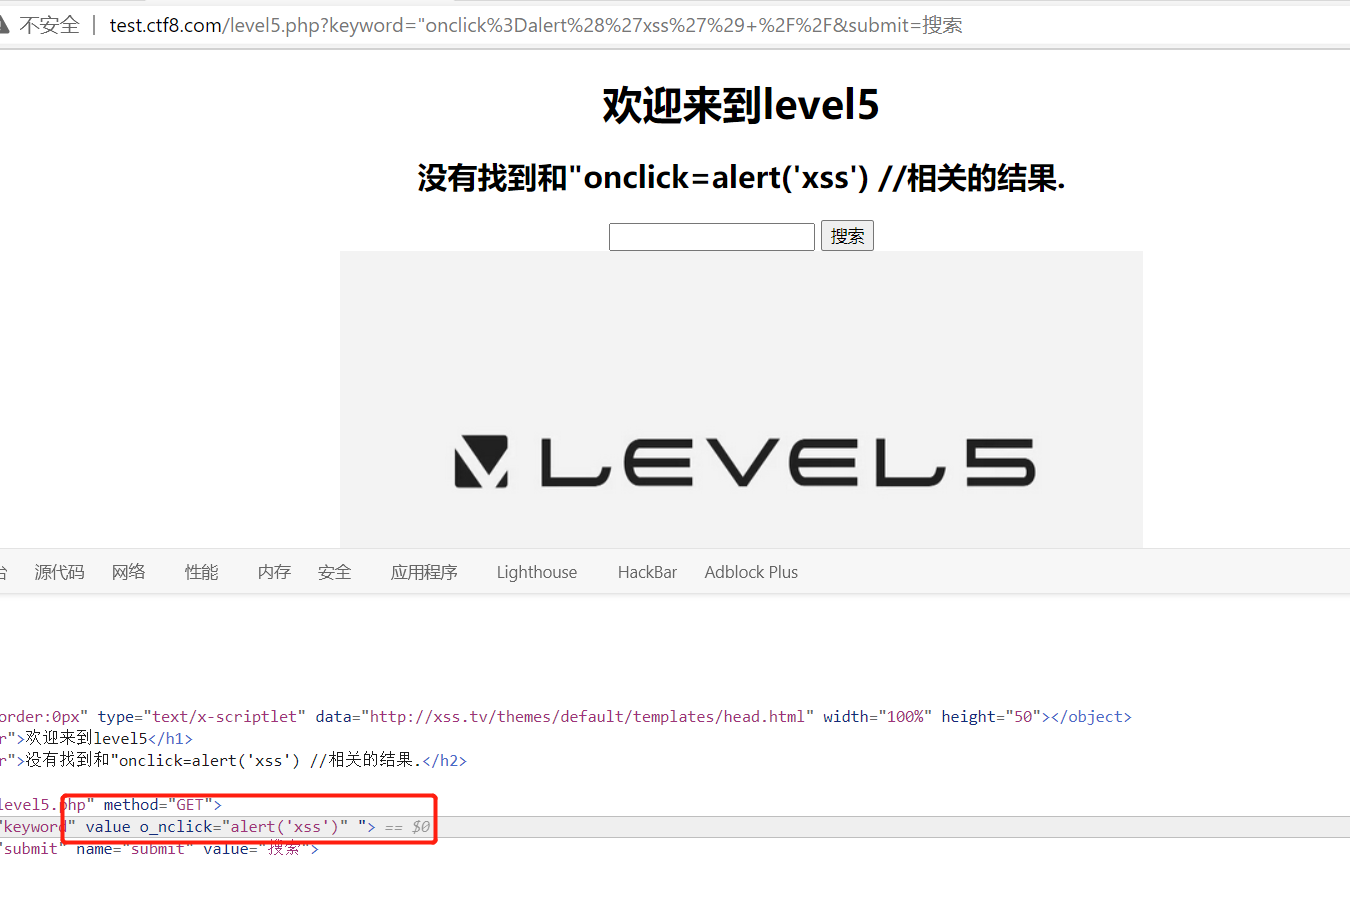 不安全 | test.ctf8.com/level5.php?keyword="onclick%3Dalert%28%27xss%27%29+%2F%2F&submit=搜索
欢迎来到level5
没有找到和"onclick=alert('xss') //相关的结果.
搜索
LEVEL5
台 源代码 网络 性能 内存 安全 应用程序 Lighthouse HackBar Adblock Plus
order:0px" type="text/x-scriptlet" data="http://xss.tv/themes/default/templates/head.html" width="100%" height="50"></object>
r">欢迎来到level5</h1>
r">没有找到和"onclick=alert('xss') //相关的结果.</h2>
level5.php" method="GET">
"keyword" value o_nclick="alert('xss')" "> == $0
"submit" name="submit" value="搜索">